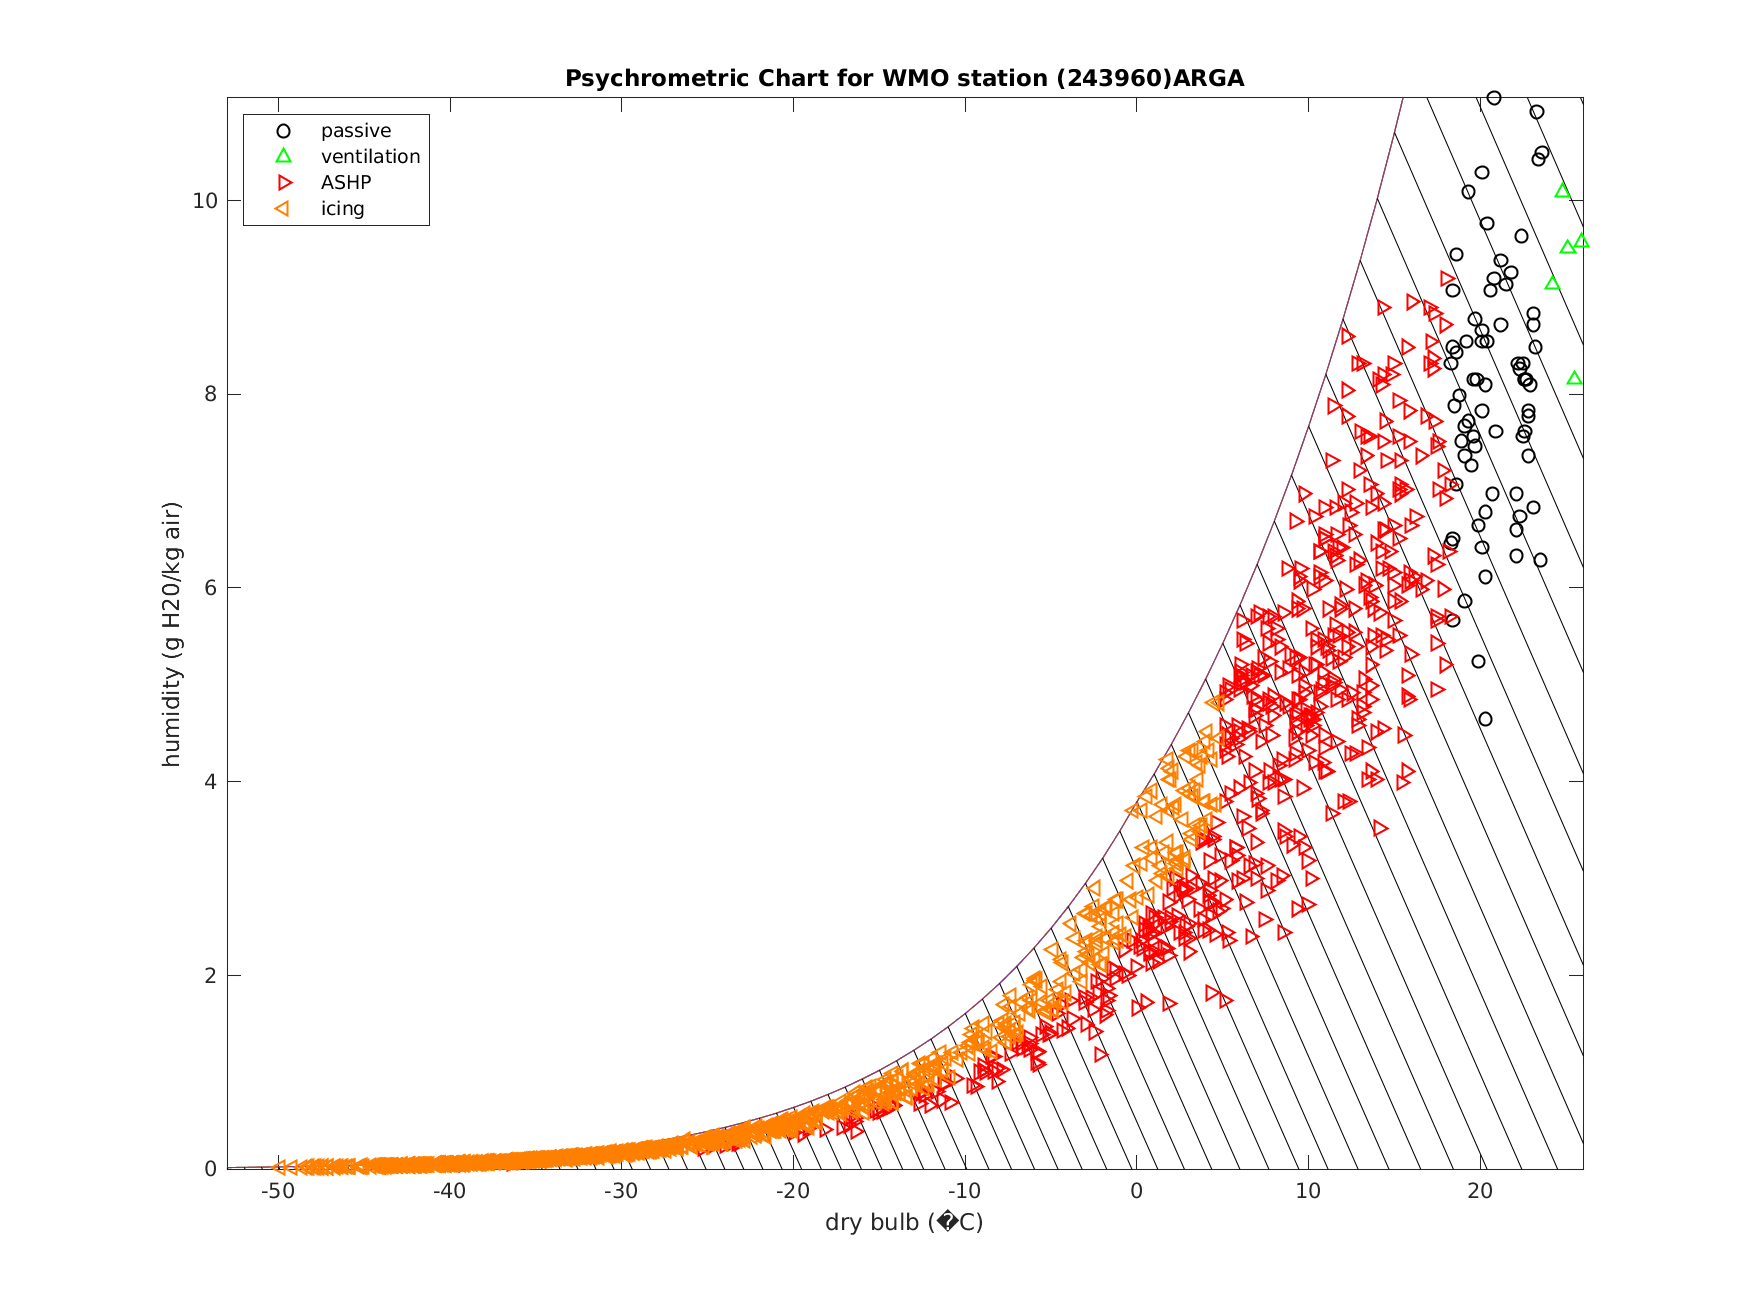 Psychrometric Chart for WMO station (243960)ARGA
passive
ventilation
ASHP
icing
humidity (g H20/kg air)
10
8
6
4
2
0
-50 -40 -30 -20 -10 0 10 20
dry bulb (�C)